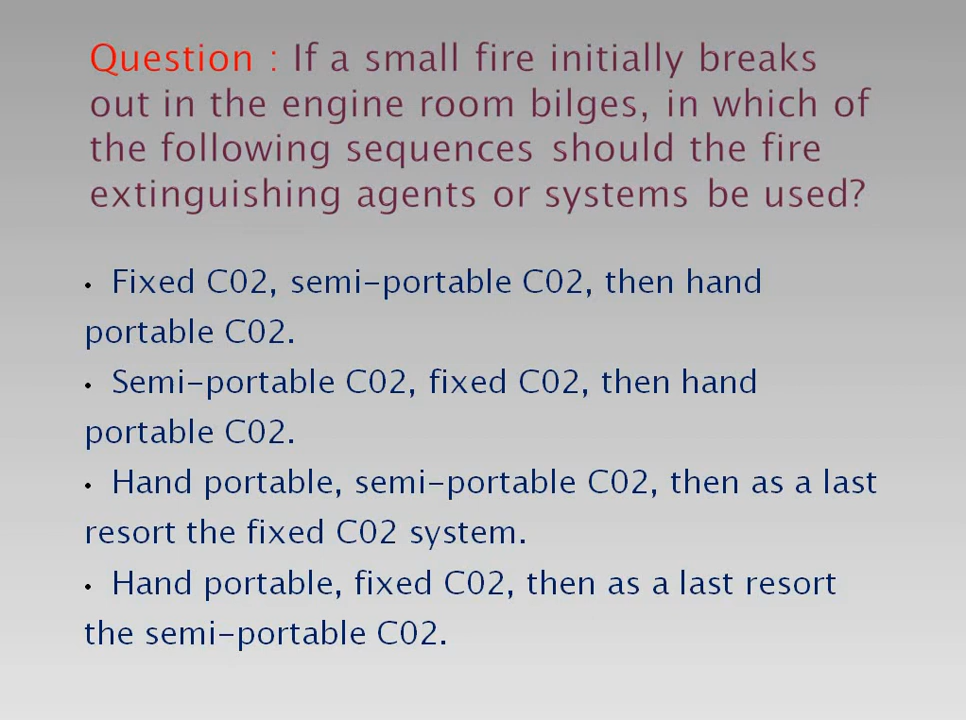 Question : If a small fire initially breaks
out in the engine room bilges, in which of
the following sequences should the fire
extinguishing agents or systems be used?
• Fixed C02, semi-portable C02, then hand
portable C02.
• Semi-portable C02, fixed C02, then hand
portable C02.
• Hand portable, semi-portable C02, then as a last
resort the fixed C02 system.
• Hand portable, fixed C02, then as a last resort
the semi-portable C02.